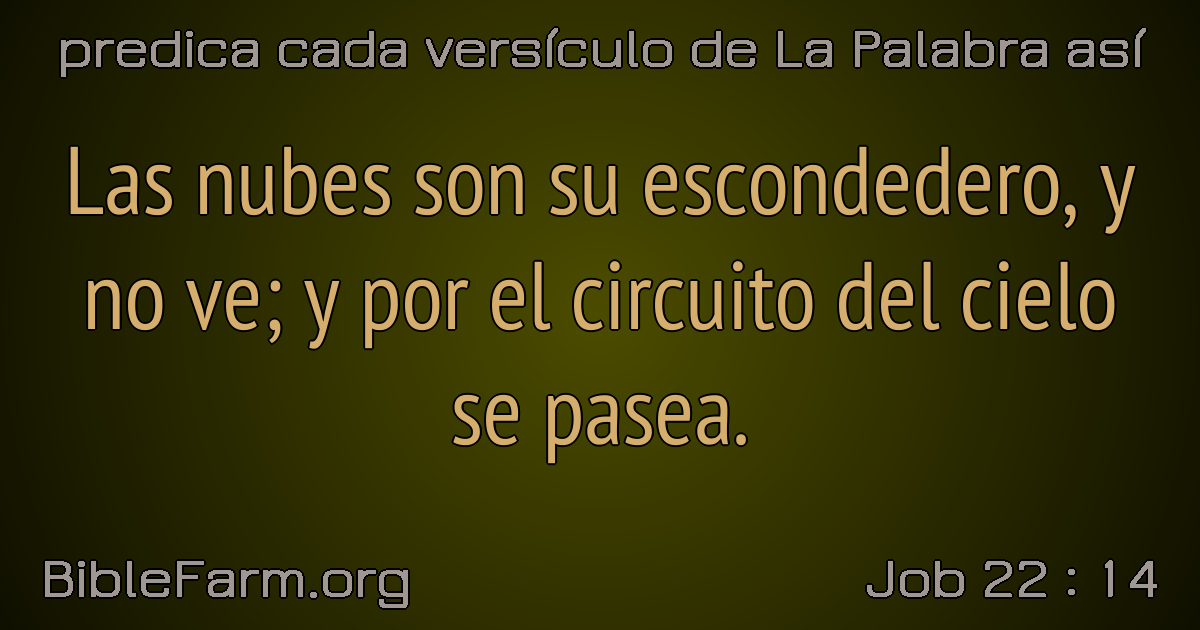 predica cada versículo de La Palabra así
Las nubes son su escondedero, y
no ve; y por el circuito del cielo
se pasea.
BibleFarm.org
Job 22 : 14